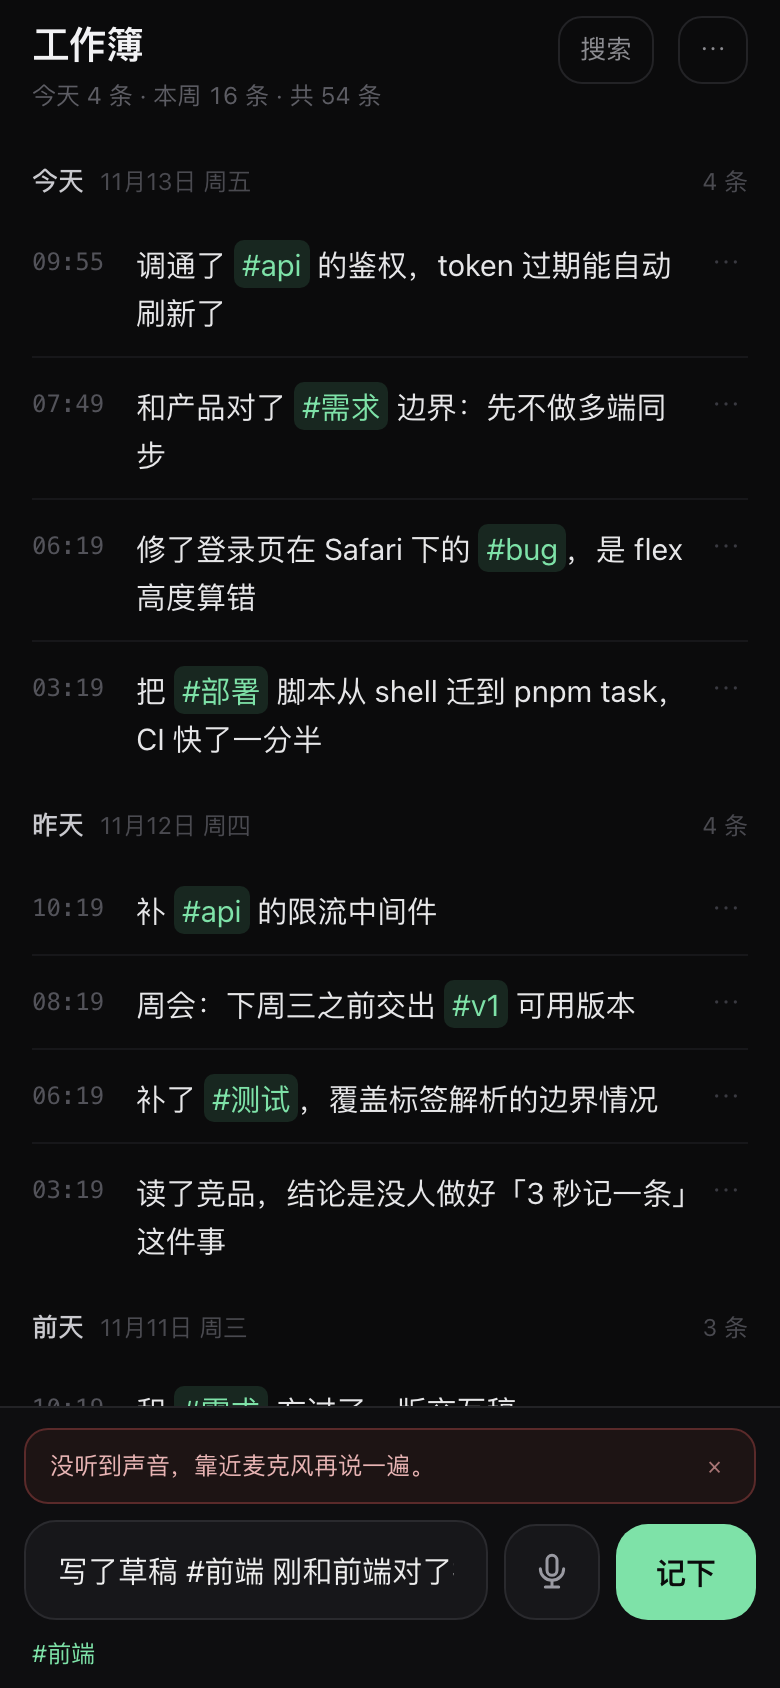 工作簿
搜索
···
今天 4 条 · 本周 16 条 · 共 54 条
今天 11月13日 周五 4 条
09:55 调通了 #api 的鉴权，token 过期能自动 ···
刷新了
07:49 和产品对了 #需求 边界：先不做多端同 ···
步
06:19 修了登录页在 Safari 下的 #bug，是 flex ···
高度算错
03:19 把 #部署 脚本从 shell 迁到 pnpm task， ···
CI 快了一分半
昨天 11月12日 周四 4 条
10:19 补 #api 的限流中间件 ···
08:19 周会：下周三之前交出 #v1 可用版本 ···
06:19 补了 #测试，覆盖标签解析的边界情况 ···
03:19 读了竞品，结论是没人做好「3 秒记一条」 ···
这件事
前天 11月11日 周三 3 条
10:19 和 #需求
没听到声音，靠近麦克风再说一遍。 ×
写了草稿 #前端 刚和前端对了
记下
#前端